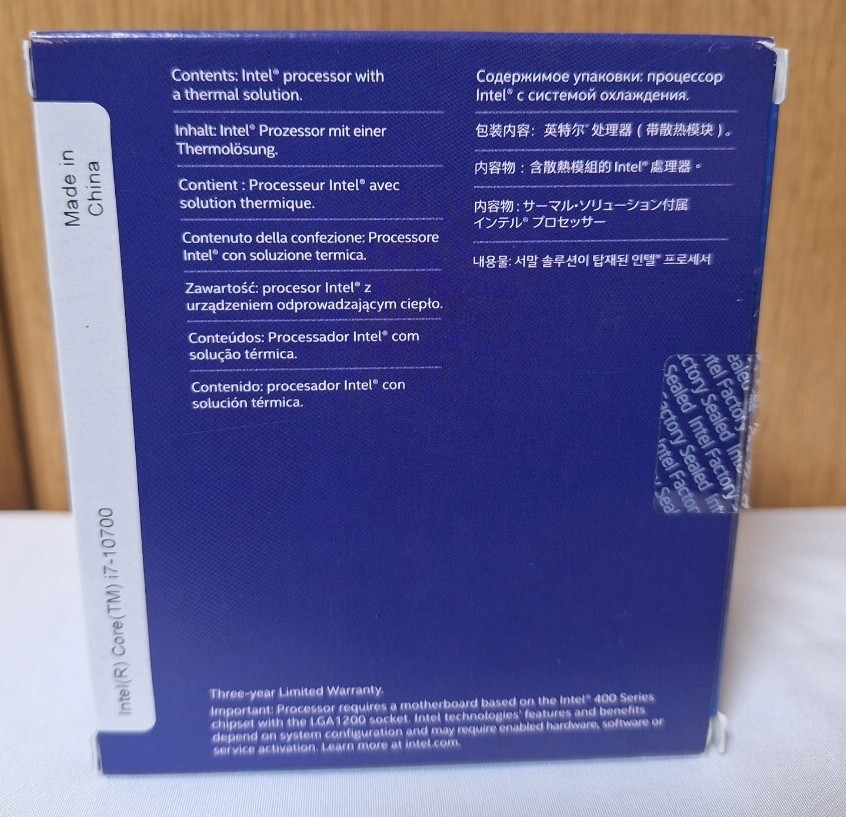 Made in
China
Intel(R) Core(TM) i7-10700
Contents: Intel® processor with
a thermal solution.
Inhalt: Intel® Prozessor mit einer
Thermolösung.
Contient : Processeur Intel® avec
solution thermique.
Contenuto della confezione: Processore
Intel® con soluzione termica.
Zawartość: procesor Intel® z
urządzeniem odprowadzającym ciepło.
Conteúdos: Processador Intel® com
solução térmica.
Contenido: procesador Intel® con
solución térmica.
Содержимое упаковки: процессор
Intel® с системой охлаждения.
包装内容：英特尔® 处理器 ( 带散热模块 ) 。
内容物 : 含散熱模組的 Intel® 處理器。
内容物 : サーマル・ソリューション付属
インテル® プロセッサー
내용물: 서말 솔루션이 탑재된 인텔® 프로세서
Intel Factory Sealed
Three-year Limited Warranty.
Important: Processor requires a motherboard based on the Intel® 400 Series
chipset with the LGA1200 socket. Intel technologies' features and benefits
depend on system configuration and may require enabled hardware, software or
service activation. Learn more at intel.com.